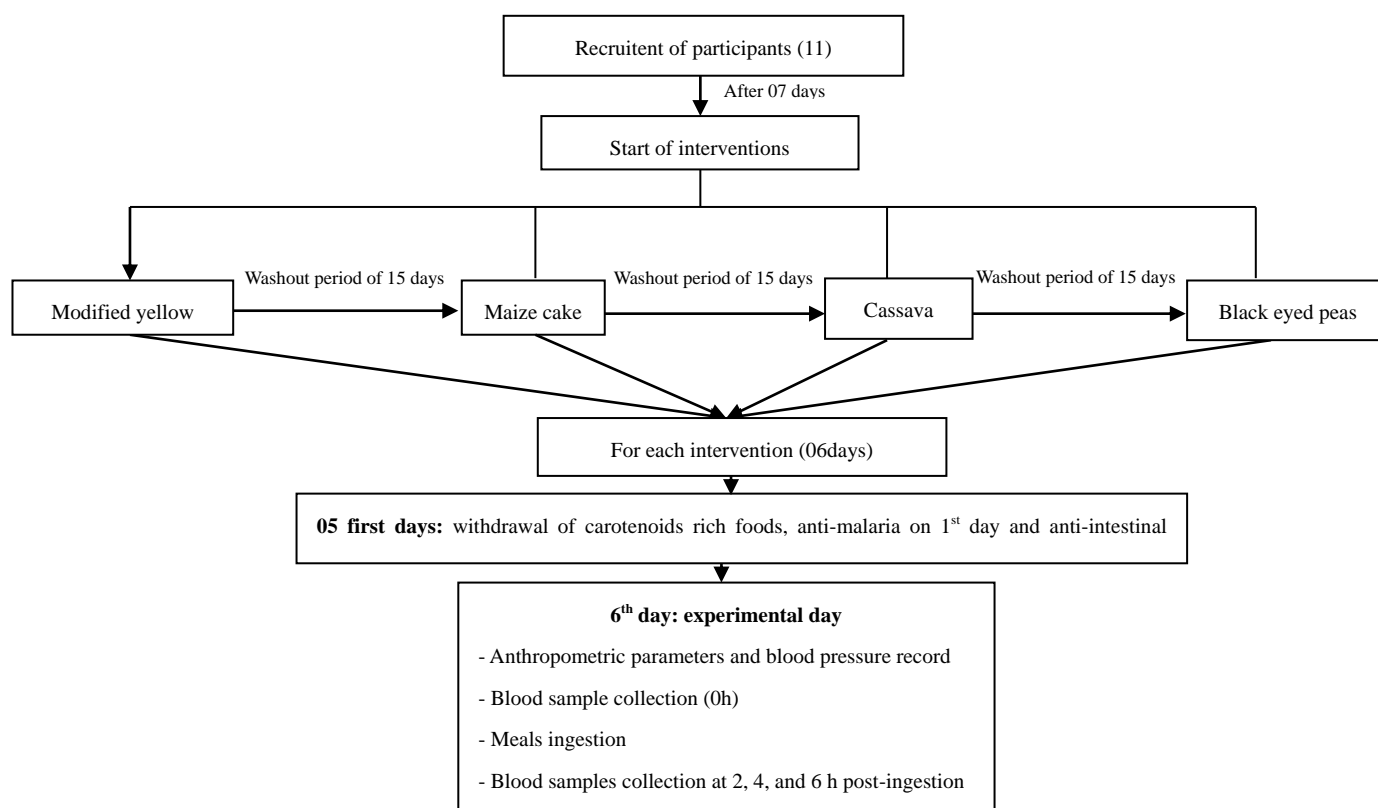 Recruitent of participants (11)
After 07 days
Start of interventions
Washout period of 15 days
Washout period of 15 days
Washout period of 15 days
Modified yellow
Maize cake
Cassava
Black eyed peas
For each intervention (06days)
05 first days: withdrawal of carotenoids rich foods, anti-malaria on 1st day and anti-intestinal
6th day: experimental day
- Anthropometric parameters and blood pressure record
- Blood sample collection (0h)
- Meals ingestion
- Blood samples collection at 2, 4, and 6 h post-ingestion